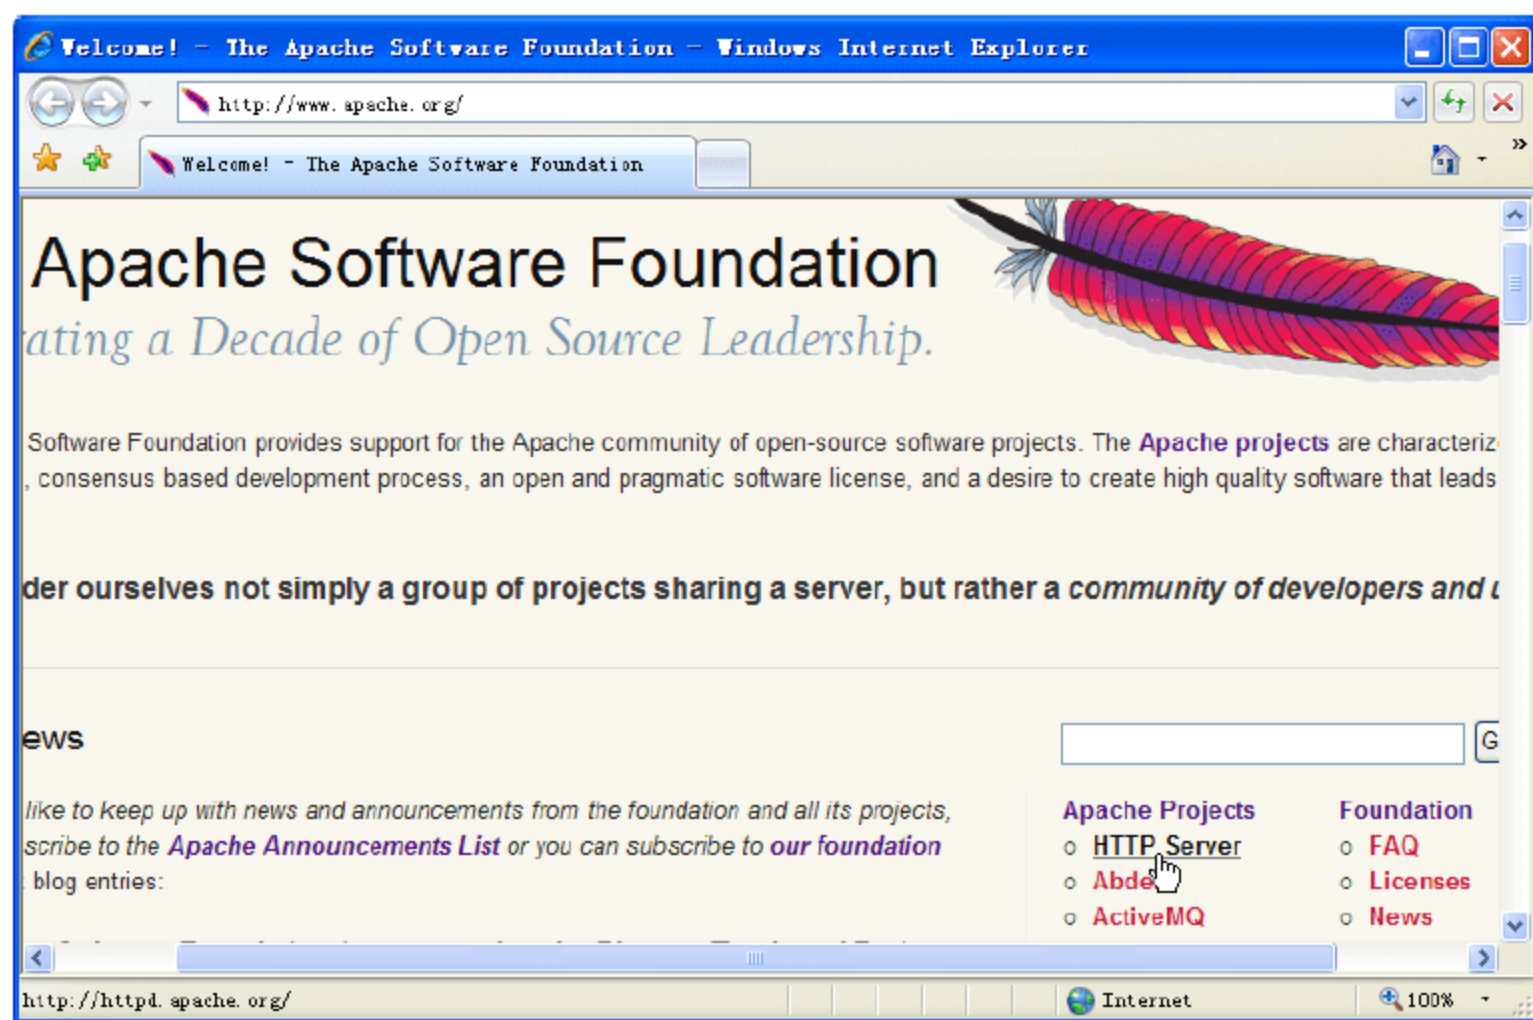 Welcome! - The Apache Software Foundation - Windows Internet Explorer
http://www.apache.org/
Welcome! - The Apache Software Foundation
Apache Software Foundation
ating a Decade of Open Source Leadership.
Software Foundation provides support for the Apache community of open-source software projects. The Apache projects are characteriz
, consensus based development process, an open and pragmatic software license, and a desire to create high quality software that leads
der ourselves not simply a group of projects sharing a server, but rather a community of developers and u
ews
G
like to keep up with news and announcements from the foundation and all its projects,
scribe to the Apache Announcements List or you can subscribe to our foundation
blog entries:
Apache Projects
HTTP Server
Abde
ActiveMQ
Foundation
FAQ
Licenses
News
http://httpd.apache.org/
Internet
100%